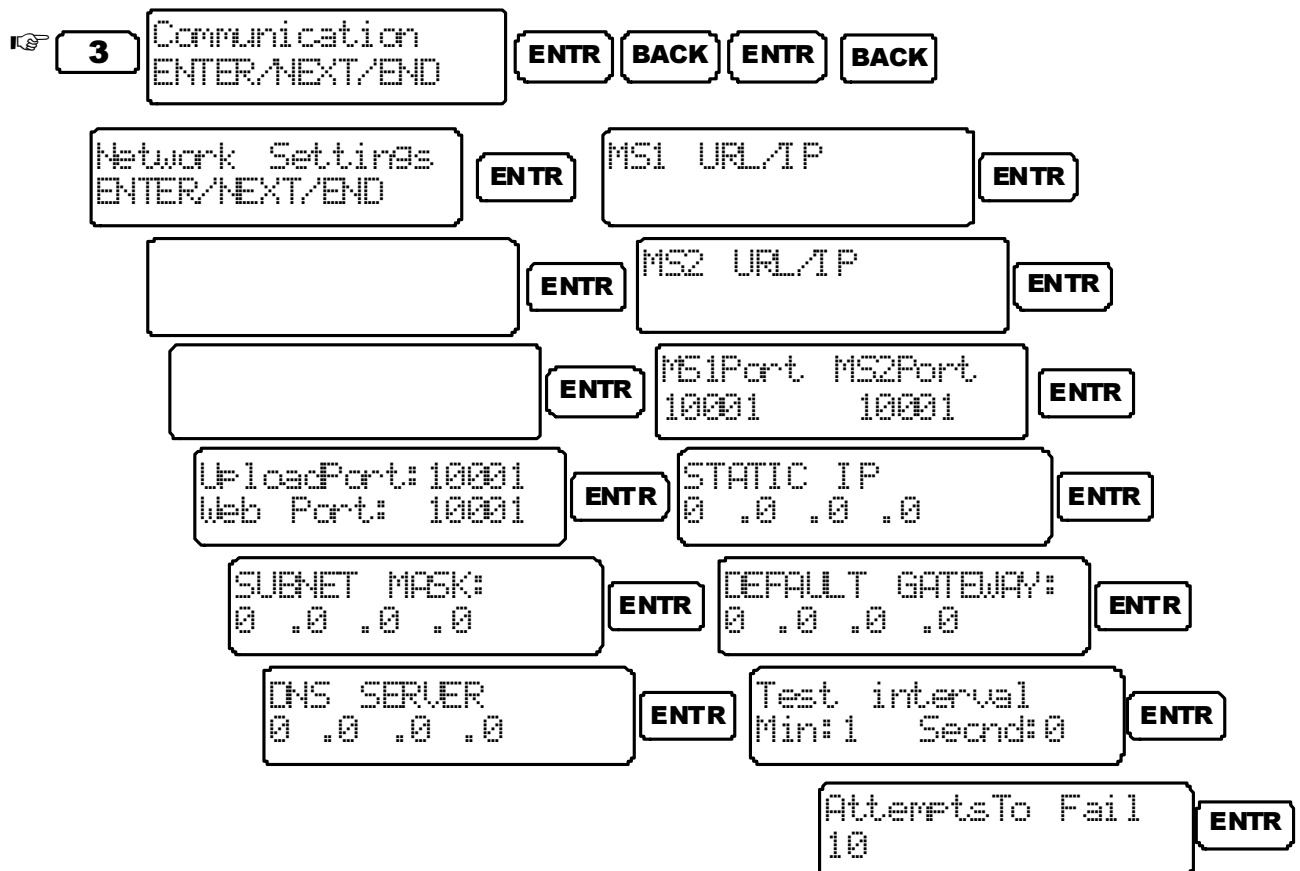 ☞ 3 Communication ENTR BACK ENTR BACK
ENTER/NEXT/END
Network Settings ENTR MS1 URL/IP ENTR
ENTER/NEXT/END
ENTR MS2 URL/IP ENTR
ENTR MS1Port MS2Port ENTR
10001 10001
UploadPort:10001 ENTR STATIC IP ENTR
Web Port: 10001 0 .0 .0 .0
SUBNET MASK: ENTR DEFAULT GATEWAY: ENTR
0 .0 .0 .0 0 .0 .0 .0
DNS SERVER ENTR Test interval ENTR
0 .0 .0 .0 Min:1 Secnd:0
AttemptsTo Fail ENTR
10